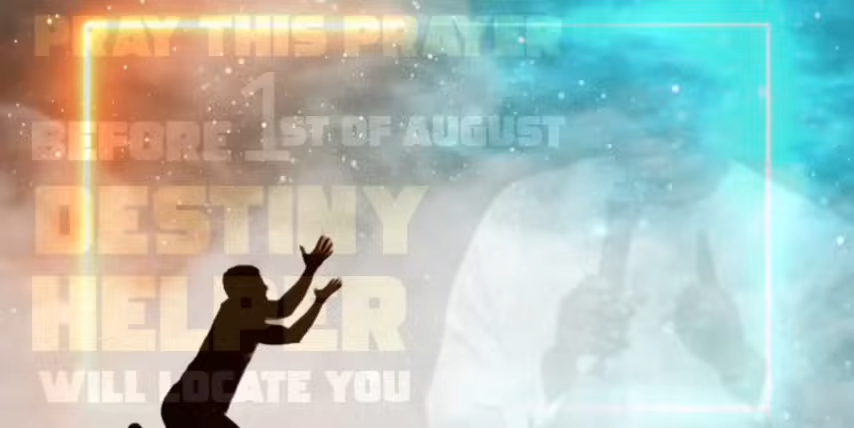 PRAY THIS PRAYER
BEFORE 1ST OF AUGUST
DESTINY
HELPER
WILL LOCATE YOU